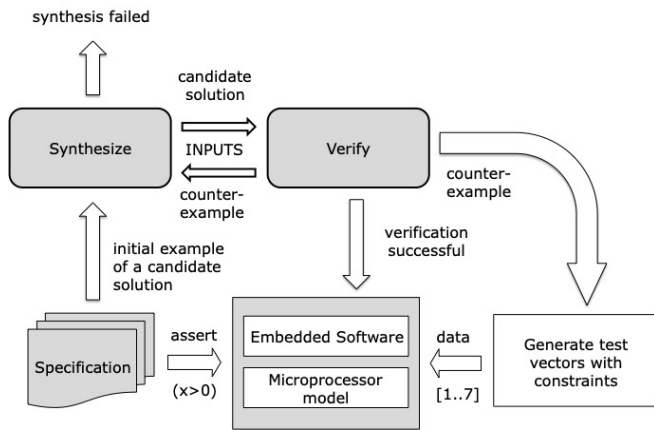 synthesis failed
candidate
solution
Synthesize
INPUTS
Verify
counter-
example
counter-
example
initial example
of a candidate
solution
verification
successful
Specification
assert
(x>0)
Embedded Software
Microprocessor
model
data
[1..7]
Generate test
vectors with
constraints